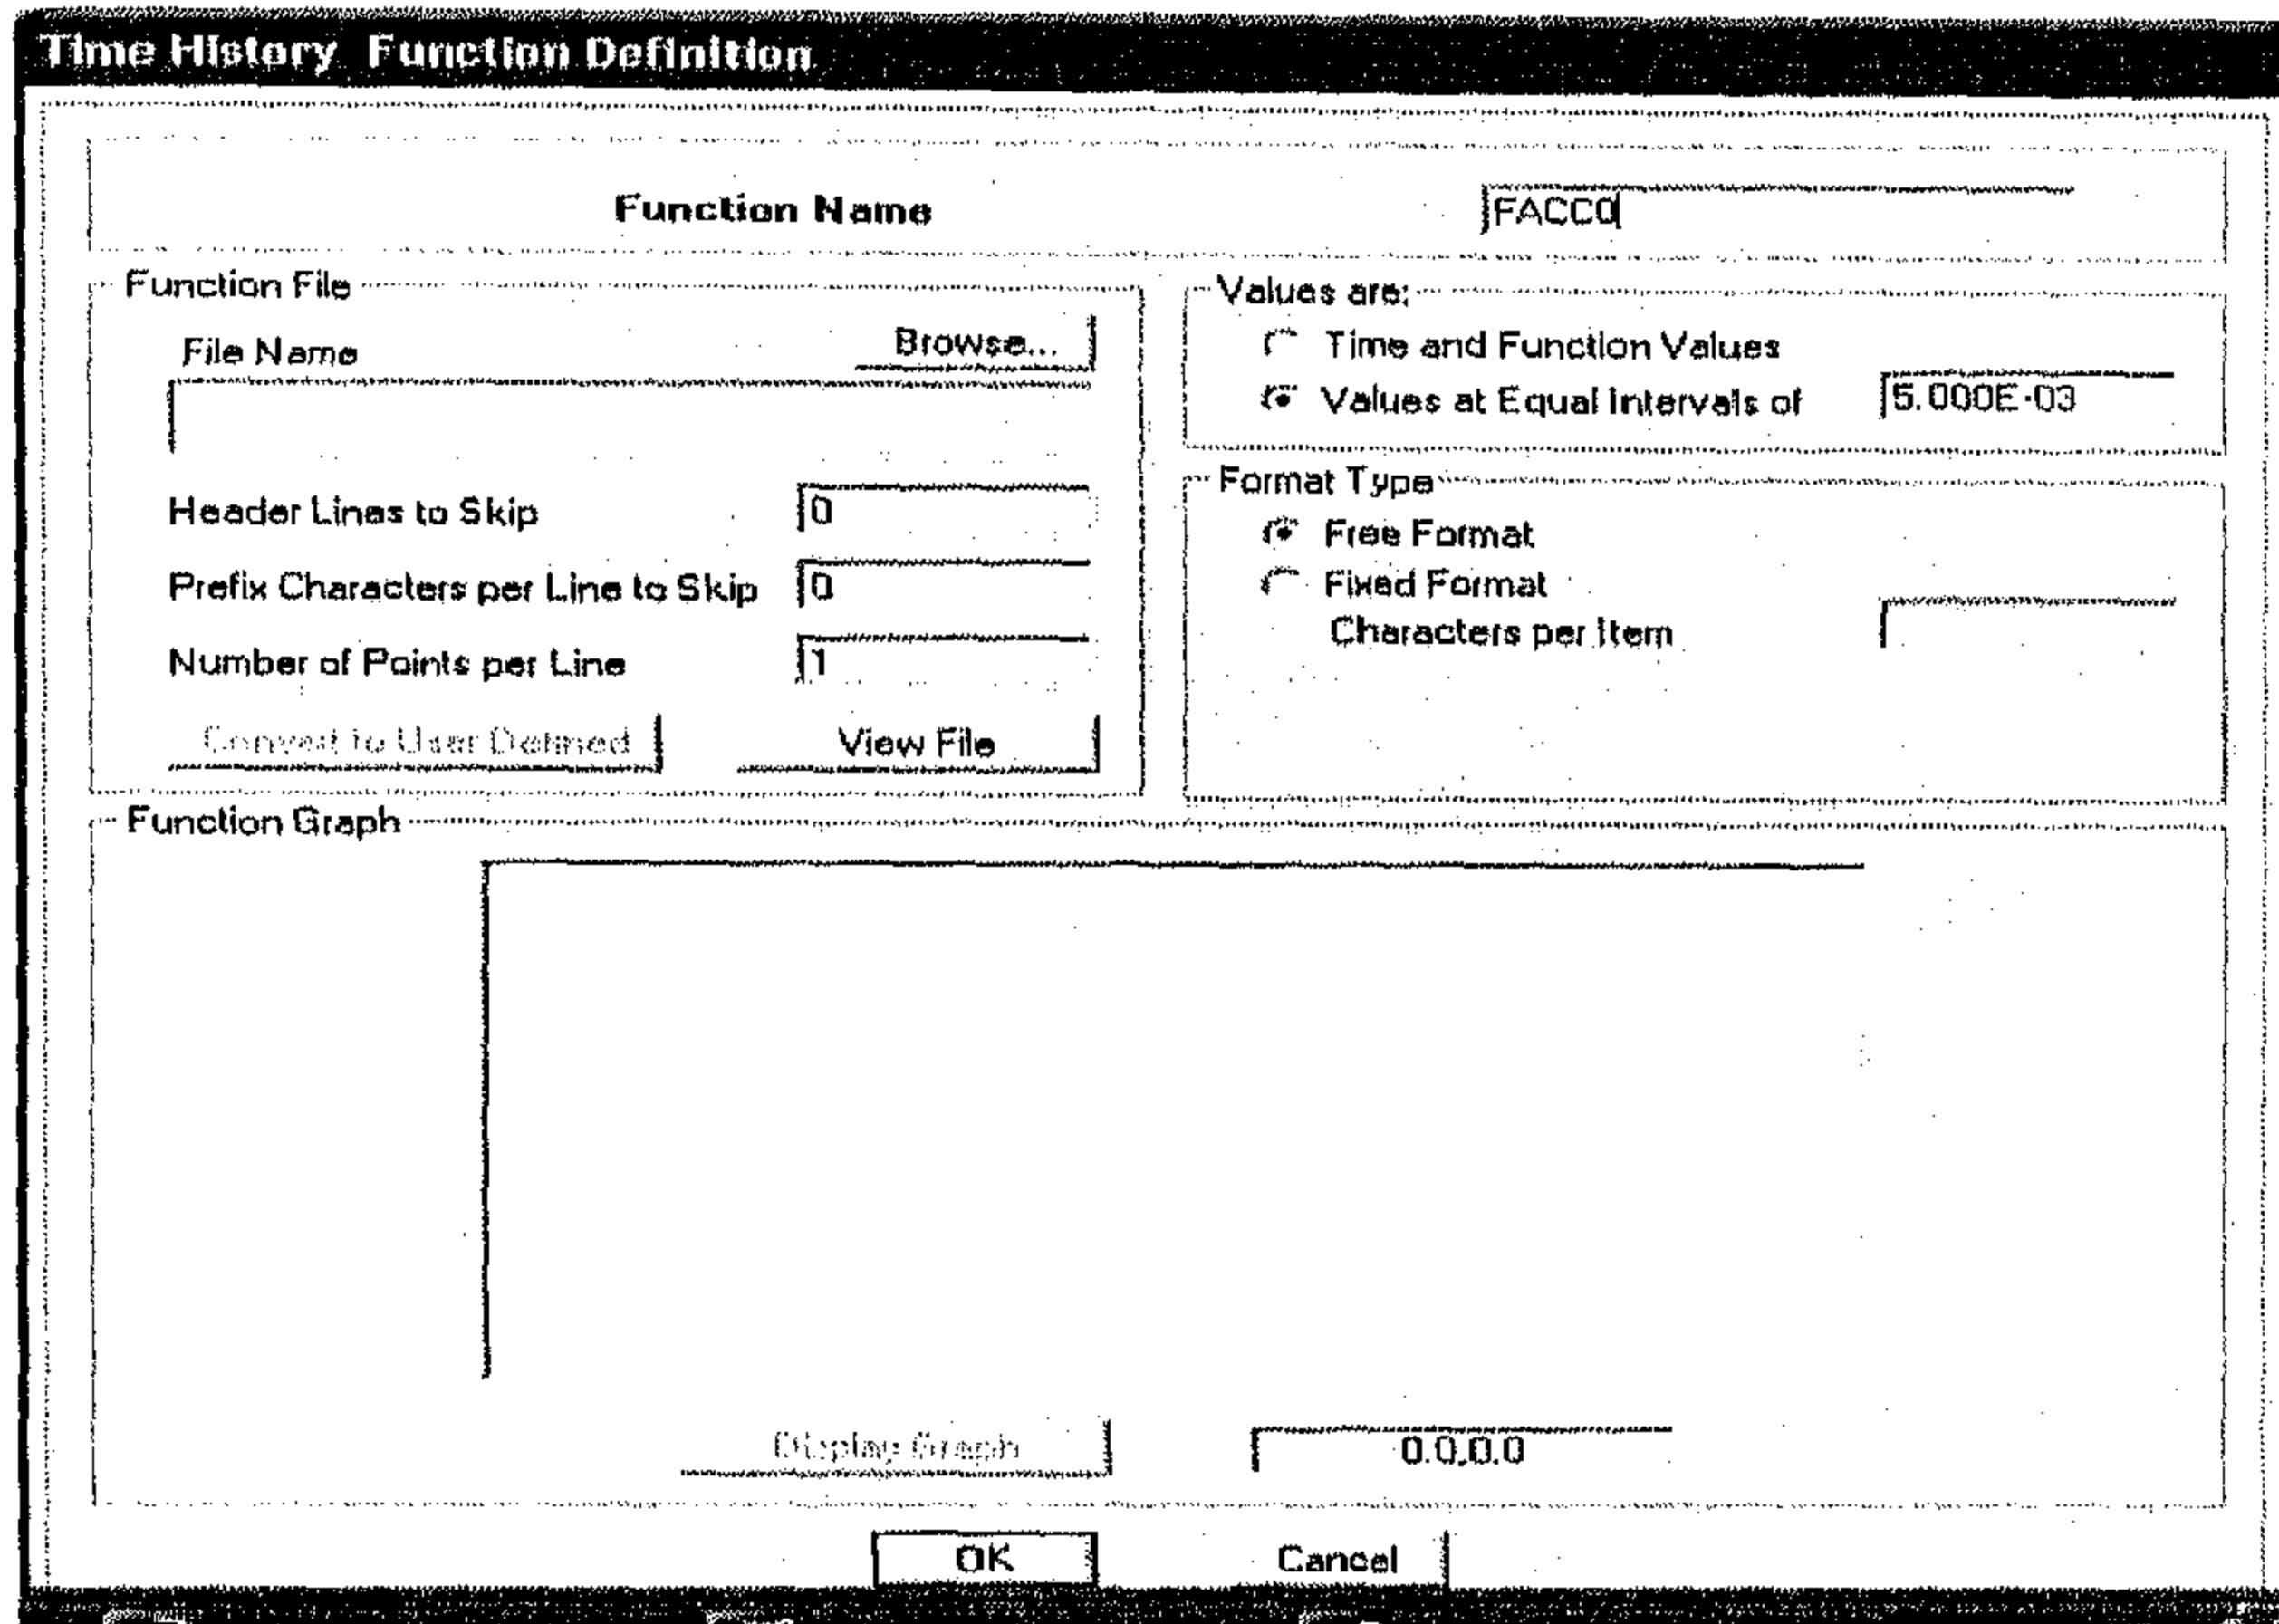 Time History Function Definition
Function Name
FACC0
Function File
File Name
Browse...
Header Lines to Skip
0
Prefix Characters per Line to Skip
0
Number of Points per Line
1
Convert to User Defined
View File
Values are:
Time and Function Values
Values at Equal Intervals of
5.000E-03
Format Type
Free Format
Fixed Format
Characters per Item
Function Graph
Display Graph
0.0,0.0
OK
Cancel